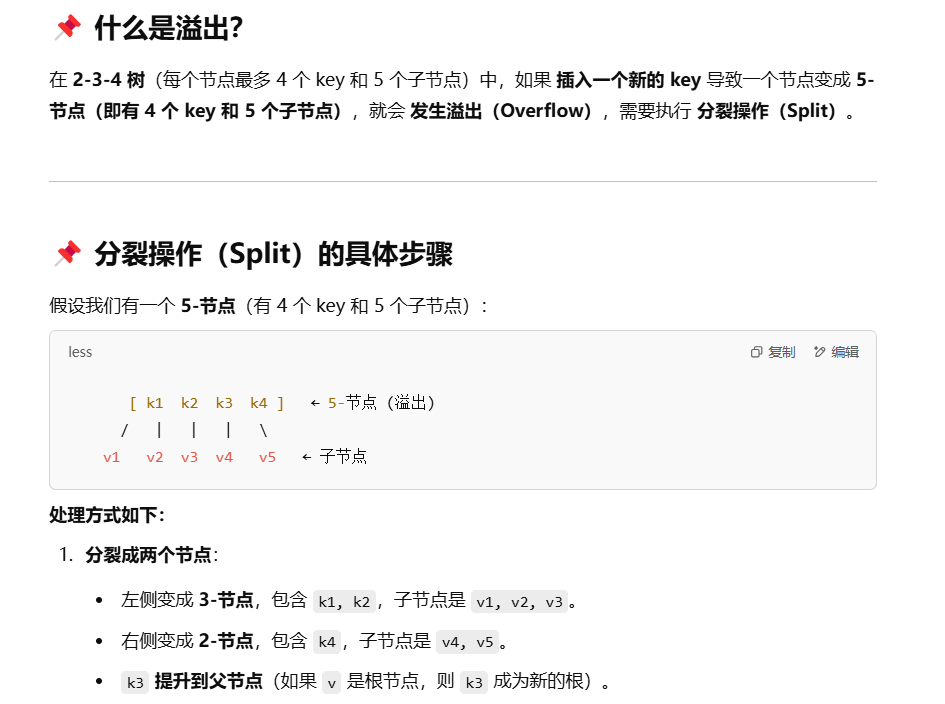 📌 什么是溢出？
在 2-3-4 树（每个节点最多 4 个 key 和 5 个子节点）中，如果 插入一个新的 key 导致一个节点变成 5-
节点（即有 4 个 key 和 5 个子节点），就会 发生溢出（Overflow），需要执行 分裂操作（Split）。
📌 分裂操作（Split）的具体步骤
假设我们有一个 5-节点（有 4 个 key 和 5 个子节点）：
less 复制 编辑
[ k1 k2 k3 k4 ] ← 5-节点 (溢出)
/ | | | \
v1 v2 v3 v4 v5 ← 子节点
处理方式如下：
1. 分裂成两个节点：
• 左侧变成 3-节点，包含 k1, k2，子节点是 v1, v2, v3。
• 右侧变成 2-节点，包含 k4，子节点是 v4, v5。
• k3 提升到父节点（如果 v 是根节点，则 k3 成为新的根）。